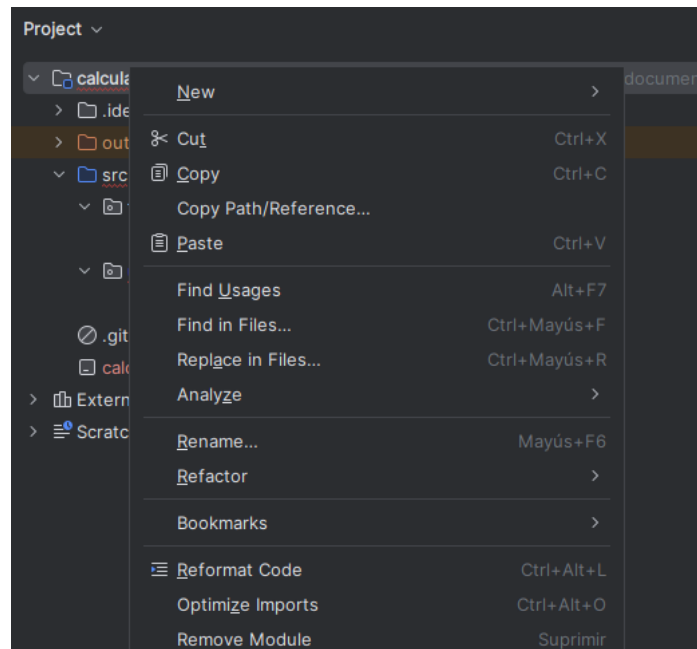 Project
calcula
documen
New
.ide
out
Cut Ctrl+X
src
Copy Ctrl+C
Copy Path/Reference...
Paste Ctrl+V
Find Usages Alt+F7
Find in Files... Ctrl+Mayús+F
.git
Replace in Files... Ctrl+Mayús+R
calc
Analyze
Extern
Scratc
Rename... Mayús+F6
Refactor
Bookmarks
Reformat Code Ctrl+Alt+L
Optimize Imports Ctrl+Alt+O
Remove Module Suprimir